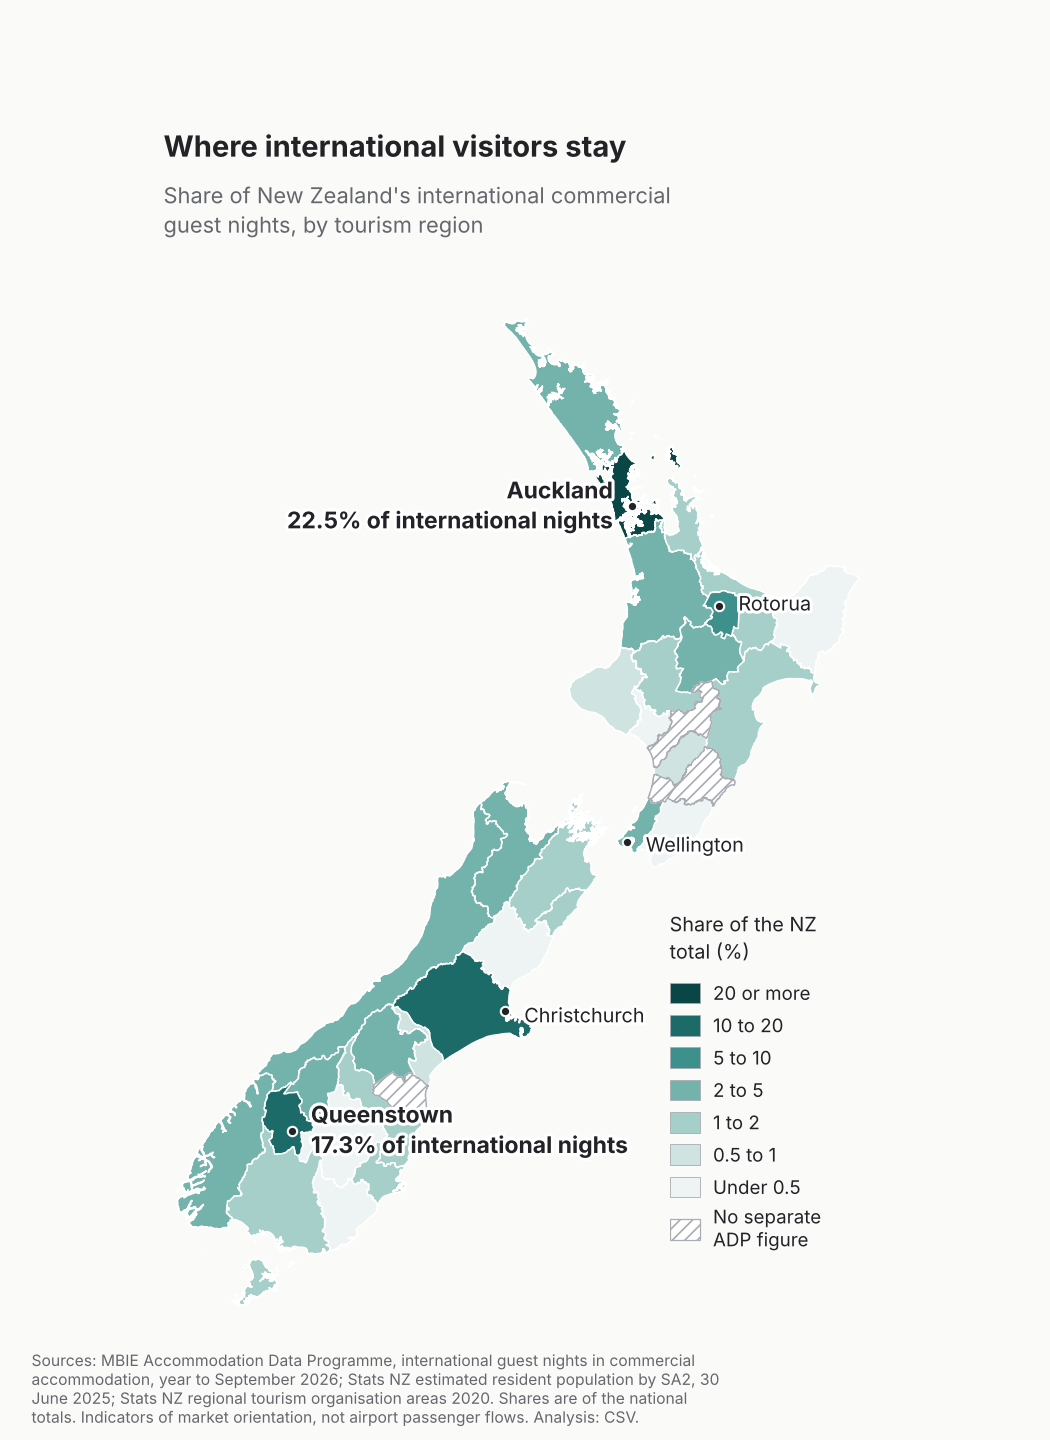 Where international visitors stay
Share of New Zealand's international commercial
guest nights, by tourism region
Auckland
22.5% of international nights
Rotorua
Wellington
Share of the NZ
total (%)
20 or more
10 to 20
5 to 10
2 to 5
1 to 2
0.5 to 1
Under 0.5
No separate
ADP figure
Christchurch
Queenstown
17.3% of international nights
Sources: MBIE Accommodation Data Programme, international guest nights in commercial
accommodation, year to September 2026; Stats NZ estimated resident population by SA2, 30
June 2025; Stats NZ regional tourism organisation areas 2020. Shares are of the national
totals. Indicators of market orientation, not airport passenger flows. Analysis: CSV.